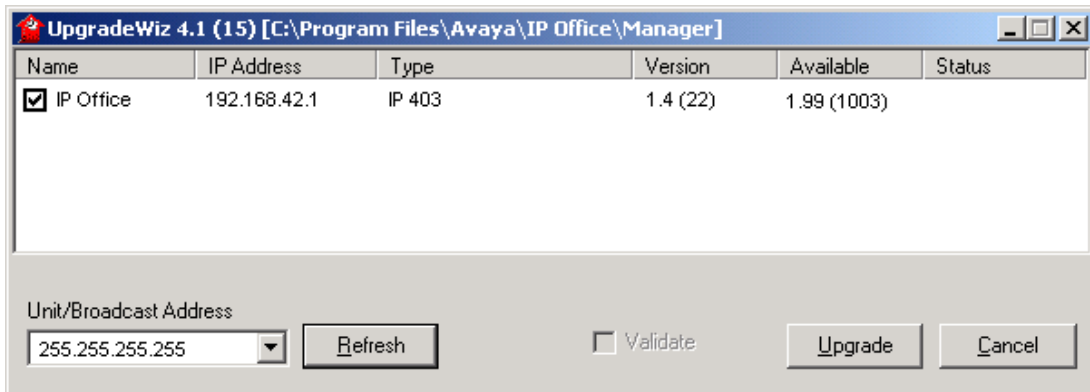 UpgradeWiz 4.1 (15) [C:\Program Files\Avaya\IP Office\Manager]
Name IP Address Type Version Available Status
IP Office 192.168.42.1 IP 403 1.4 (22) 1.99 (1003)
Unit/Broadcast Address
255.255.255.255 Refresh Validate Upgrade Cancel